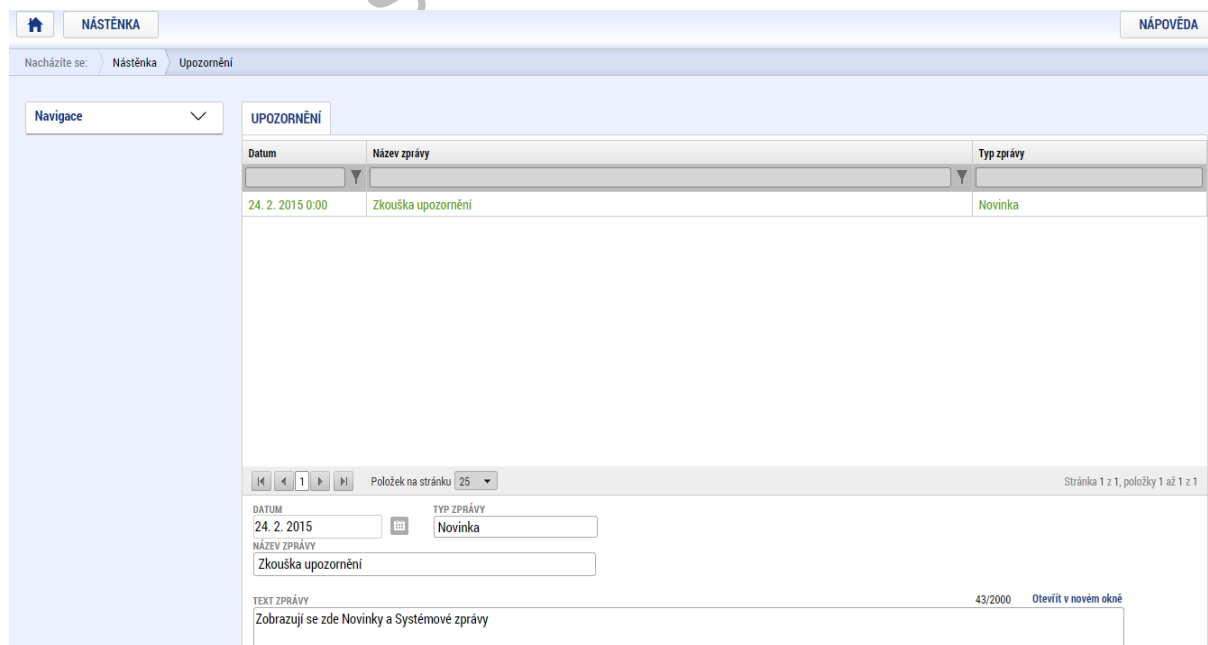 NÁSTĚNKA
NÁPOVĚDA
Nacházíte se: Nástěnka Upozornění
Navigace
UPOZORNĚNÍ
Datum Název zprávy Typ zprávy
24. 2. 2015 0:00 Zkouška upozornění Novinka
1 Položek na stránku 25 Stránka 1 z 1, položky 1 až 1 z 1
DATUM TYP ZPRÁVY
24. 2. 2015 Novinka
NÁZEV ZPRÁVY
Zkouška upozornění
TEXT ZPRÁVY 43/2000 Otevřít v novém okně
Zobrazují se zde Novinky a Systémové zprávy